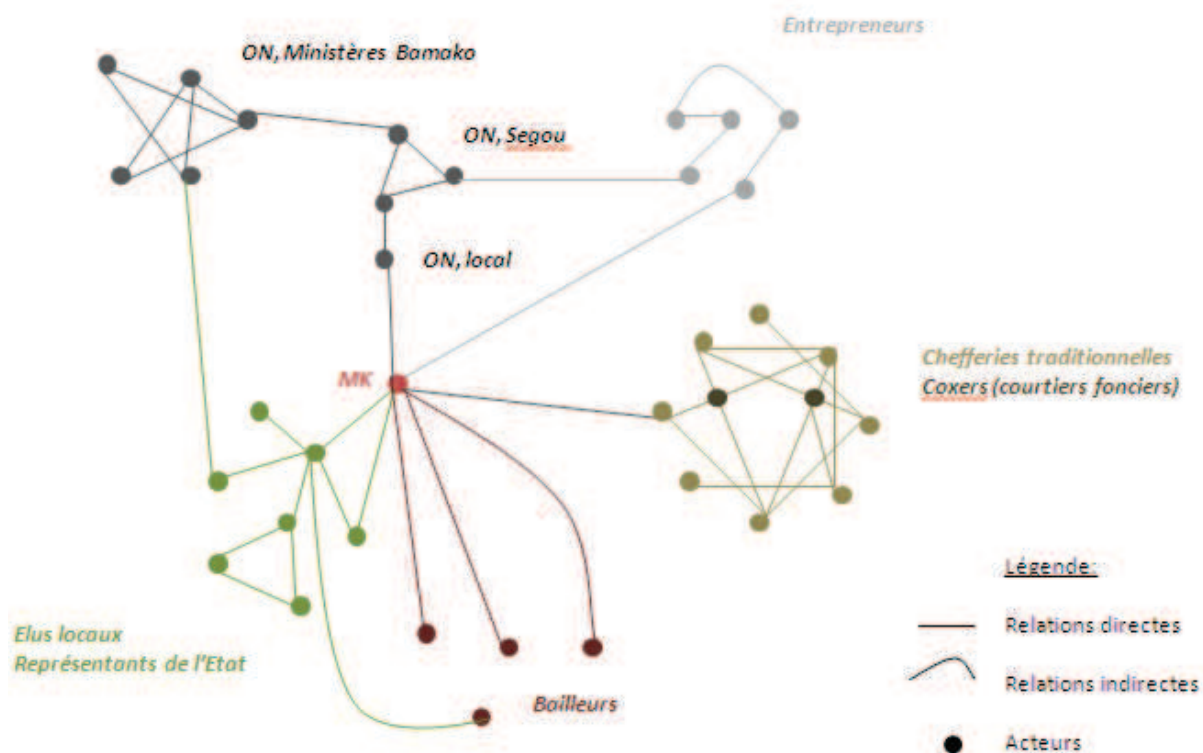 Entrepreneurs
ON, Ministères Bamako
ON, Segou
ON, local
MK
Chefferies traditionnelles
Coxers (courtiers fonciers)
Elus locaux
Représentants de l'Etat
Bailleurs
Légende:
Relations directes
Relations indirectes
Acteurs